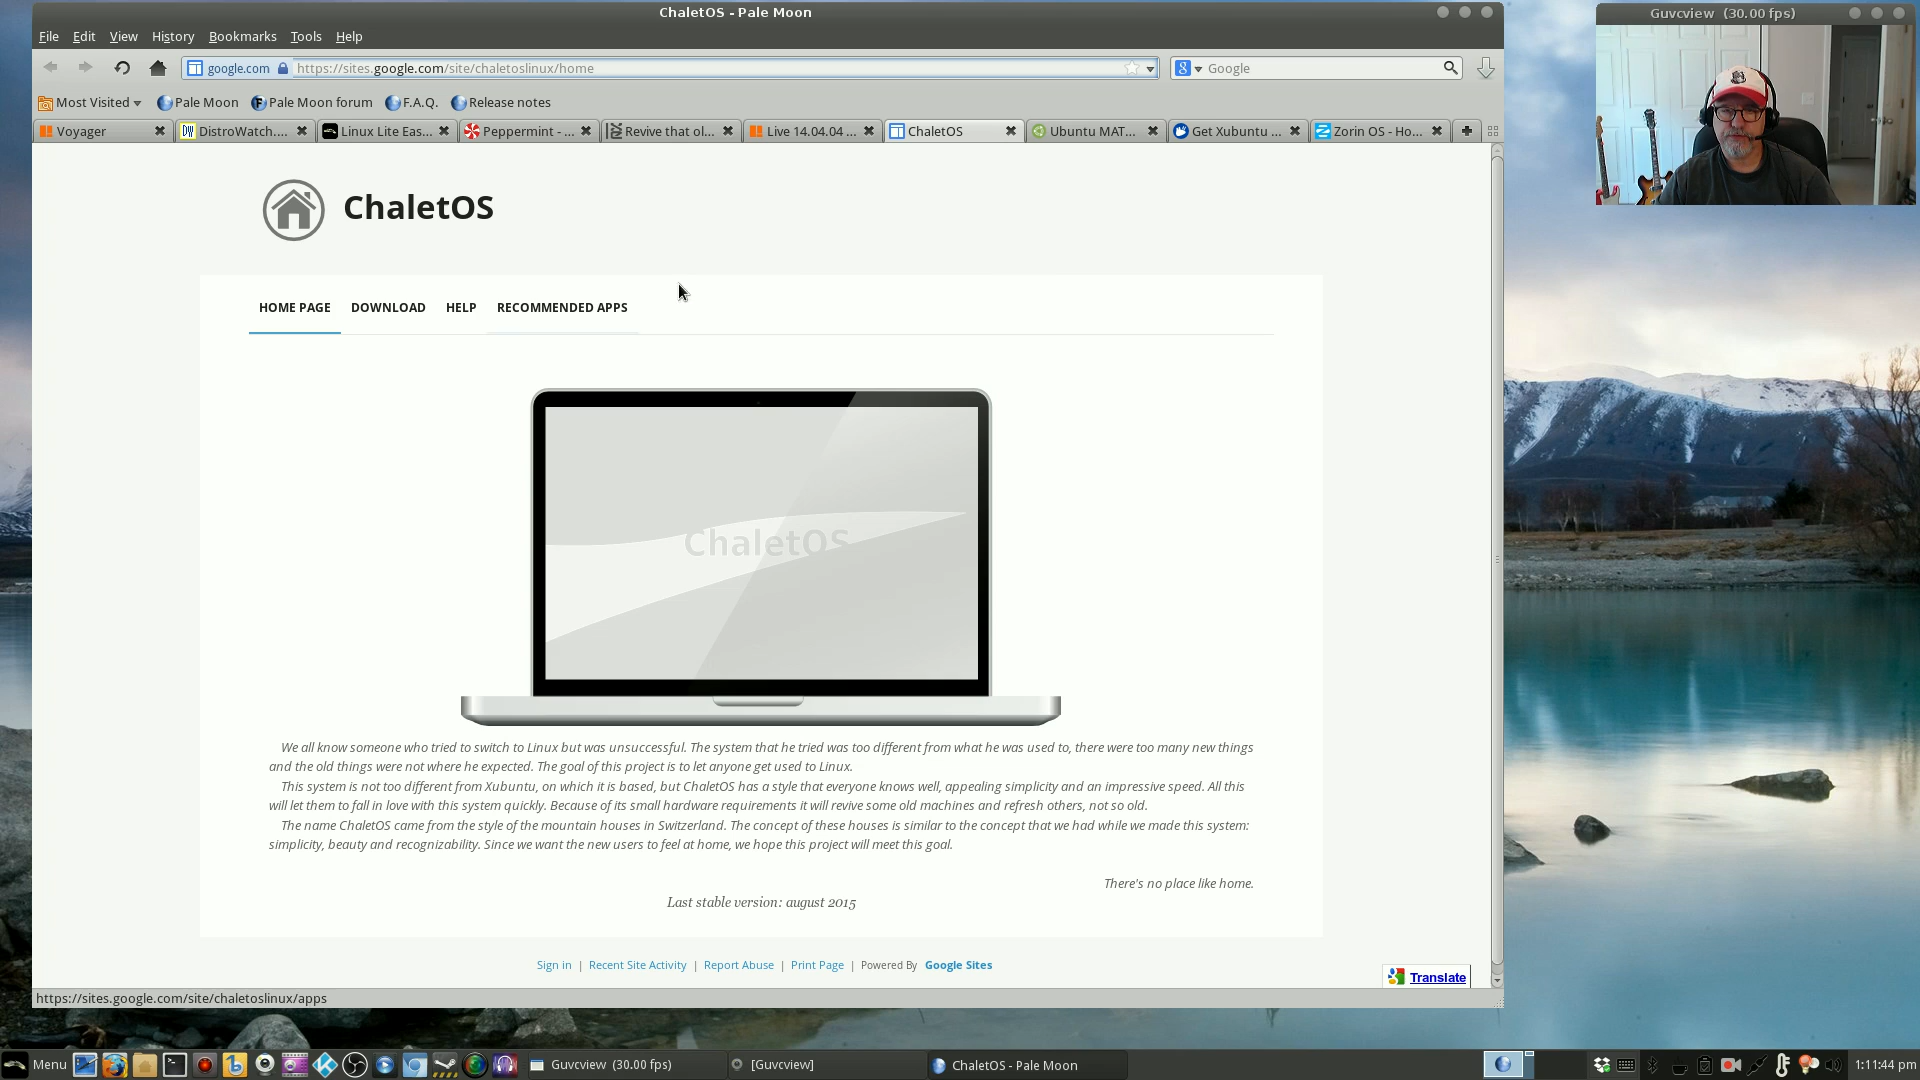 ChaletOS - Pale Moon
Guvcview (30.00 fps)
File Edit View History Bookmarks Tools Help
google.com https://sites.google.com/site/chaletoslinux/home
Google
Most Visited Pale Moon Pale Moon forum F.A.Q. Release notes
Voyager DistroWatch.... Linux Lite Eas... Peppermint - ... Revive that ol... Live 14.04.04 ... ChaletOS Ubuntu MAT... Get Xubuntu ... Zorin OS - Ho...
ChaletOS
HOME PAGE DOWNLOAD HELP RECOMMENDED APPS
ChaletOS
We all know someone who tried to switch to Linux but was unsuccessful. The system that he tried was too different from what he was used to, there were too many new things
and the old things were not where he expected. The goal of this project is to let anyone get used to Linux.
This system is not too different from Xubuntu, on which it is based, but ChaletOS has a style that everyone knows well, appealing simplicity and an impressive speed. All this
will let them to fall in love with this system quickly. Because of its small hardware requirements it will revive some old machines and refresh others, not so old.
The name ChaletOS came from the style of the mountain houses in Switzerland. The concept of these houses is similar to the concept that we had while we made this system:
simplicity, beauty and recognizability. Since we want the new users to feel at home, we hope this project will meet this goal.
There's no place like home.
Last stable version: august 2015
Sign in | Recent Site Activity | Report Abuse | Print Page | Powered By Google Sites
Translate
https://sites.google.com/site/chaletoslinux/apps
Menu Guvcview (30.00 fps) [Guvcview] ChaletOS - Pale Moon 1:11:44 pm